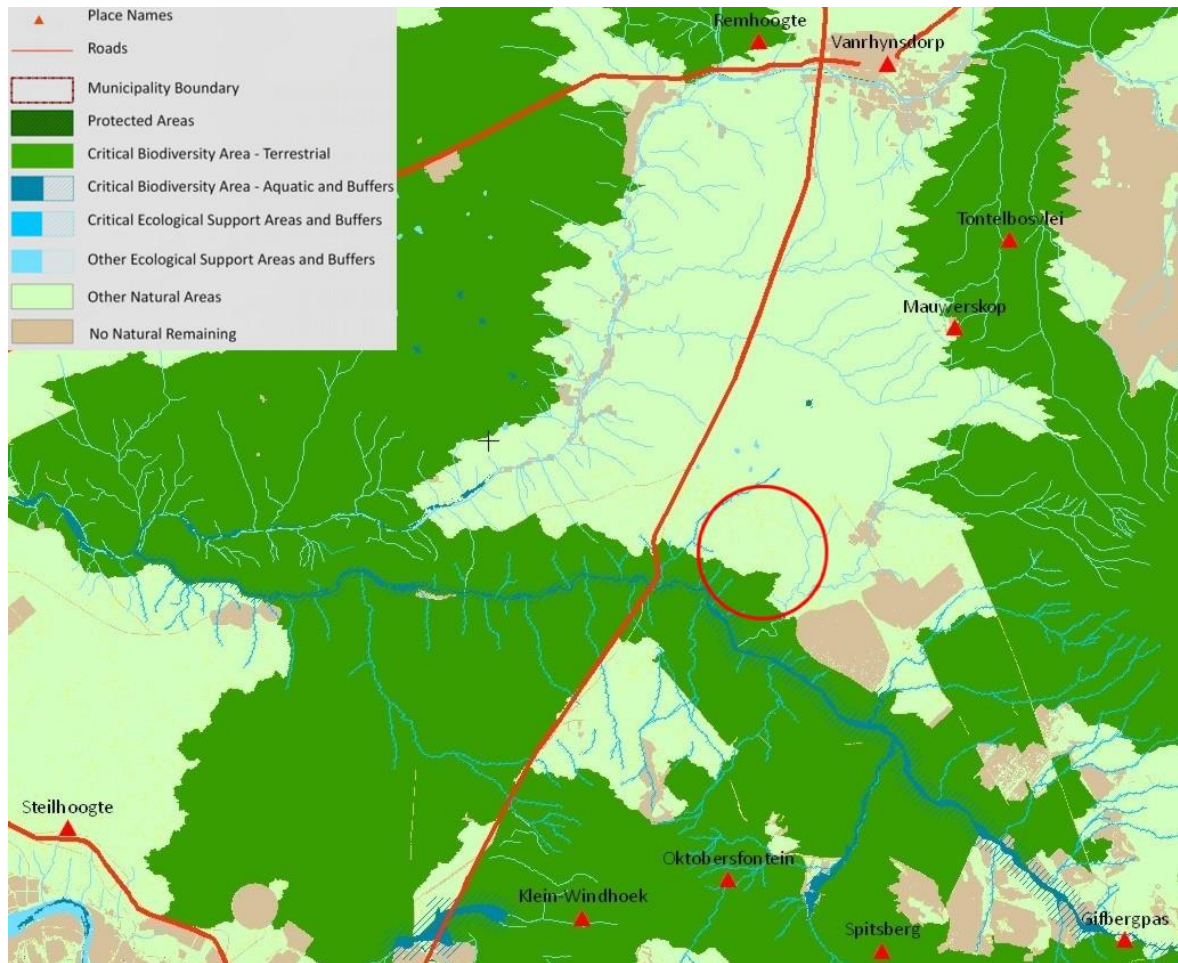 Place Names
Roads
Municipality Boundary
Protected Areas
Critical Biodiversity Area - Terrestrial
Critical Biodiversity Area - Aquatic and Buffers
Critical Ecological Support Areas and Buffers
Other Ecological Support Areas and Buffers
Other Natural Areas
No Natural Remaining
Remhoogte
Vanrhynsdorp
Tontelbosvlei
Mauwerskop
Steilhoogte
Oktobersfontein
Klein-Windhoek
Spitsberg
Gifbergpas